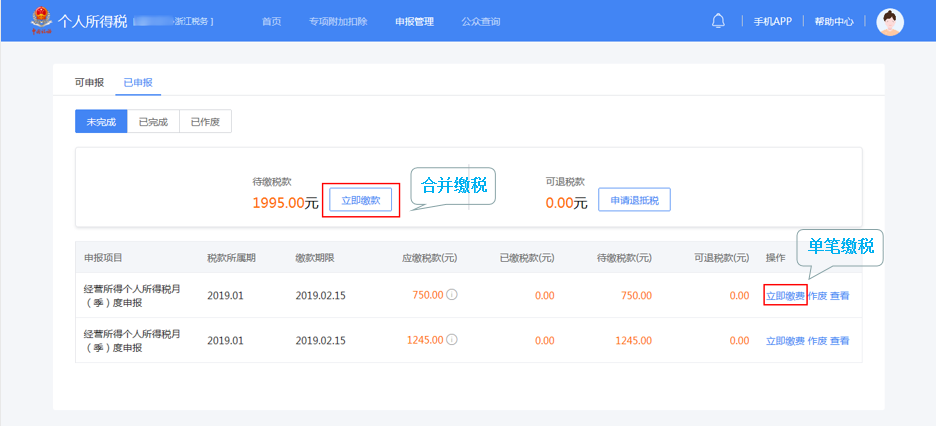 个人所得税 -浙江税务 ] 首页 专项附加扣除 申报管理 公众查询 手机APP 帮助中心
可申报 已申报
未完成 已完成 已作废
待缴税款
1995.00元 立即缴款
合并缴税
可退税款
0.00元 申请退抵税
单笔缴税
申报项目 税款所属期 缴款期限 应缴税款(元) 已缴税款(元) 待缴税款(元) 可退税款(元) 操作
经营所得个人所得税月
（季）度申报 2019.01 2019.02.15 750.00 0.00 750.00 0.00 立即缴费 作废 查看
经营所得个人所得税月
（季）度申报 2019.01 2019.02.15 1245.00 0.00 1245.00 0.00 立即缴费 作废 查看